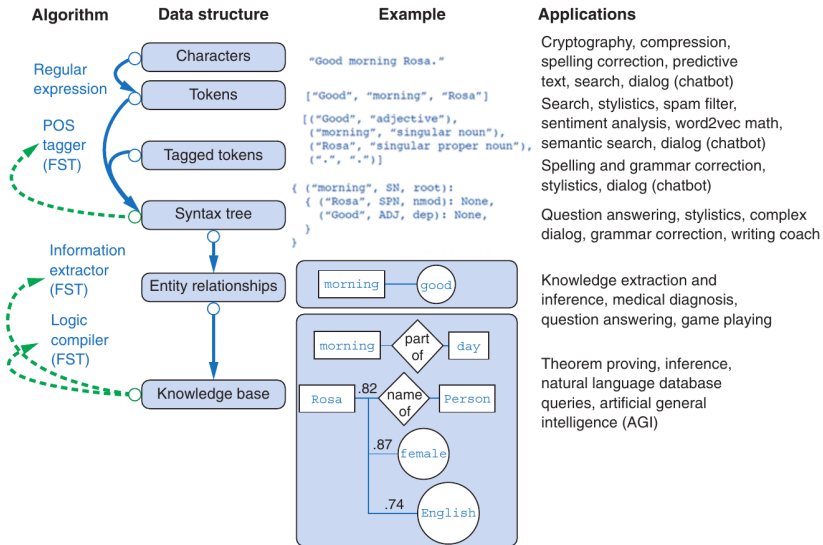 Algorithm
Data structure
Example
Applications
Regular
expression
POS
tagger
(FST)
Information
extractor
(FST)
Logic
compiler
(FST)
Characters
Tokens
Tagged tokens
Syntax tree
Entity relationships
Knowledge base
“Good morning Rosa.”
[“Good”, “morning”, “Rosa”]
[(“Good”, “adjective”),
(“morning”, “singular noun”),
(“Rosa”, “singular proper noun”),
(“.”, “.”)]
{ (“morning”, SN, root):
{ (“Rosa”, SPN, nmod): None,
(“Good”, ADJ, dep): None,
}
}
morning
good
morning
part
of
day
Rosa
.82
name
of
Person
.87
female
.74
English
Cryptography, compression,
spelling correction, predictive
text, search, dialog (chatbot)
Search, stylistics, spam filter,
sentiment analysis, word2vec math,
semantic search, dialog (chatbot)
Spelling and grammar correction,
stylistics, dialog (chatbot)
Question answering, stylistics, complex
dialog, grammar correction, writing coach
Knowledge extraction and
inference, medical diagnosis,
question answering, game playing
Theorem proving, inference,
natural language database
queries, artificial general
intelligence (AGI)